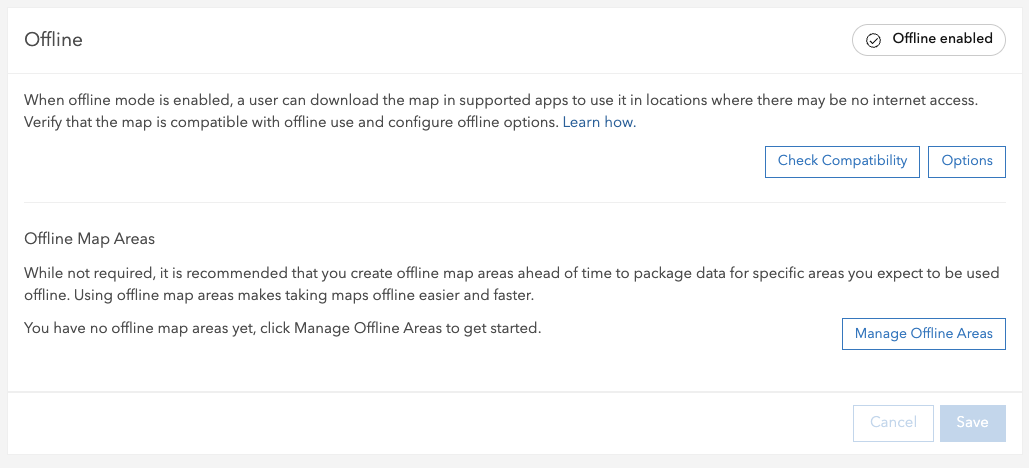 Offline
Offline enabled
When offline mode is enabled, a user can download the map in supported apps to use it in locations where there may be no internet access.
Verify that the map is compatible with offline use and configure offline options. Learn how.
Check Compatibility
Options
Offline Map Areas
While not required, it is recommended that you create offline map areas ahead of time to package data for specific areas you expect to be used
offline. Using offline map areas makes taking maps offline easier and faster.
You have no offline map areas yet, click Manage Offline Areas to get started.
Manage Offline Areas
Cancel
Save